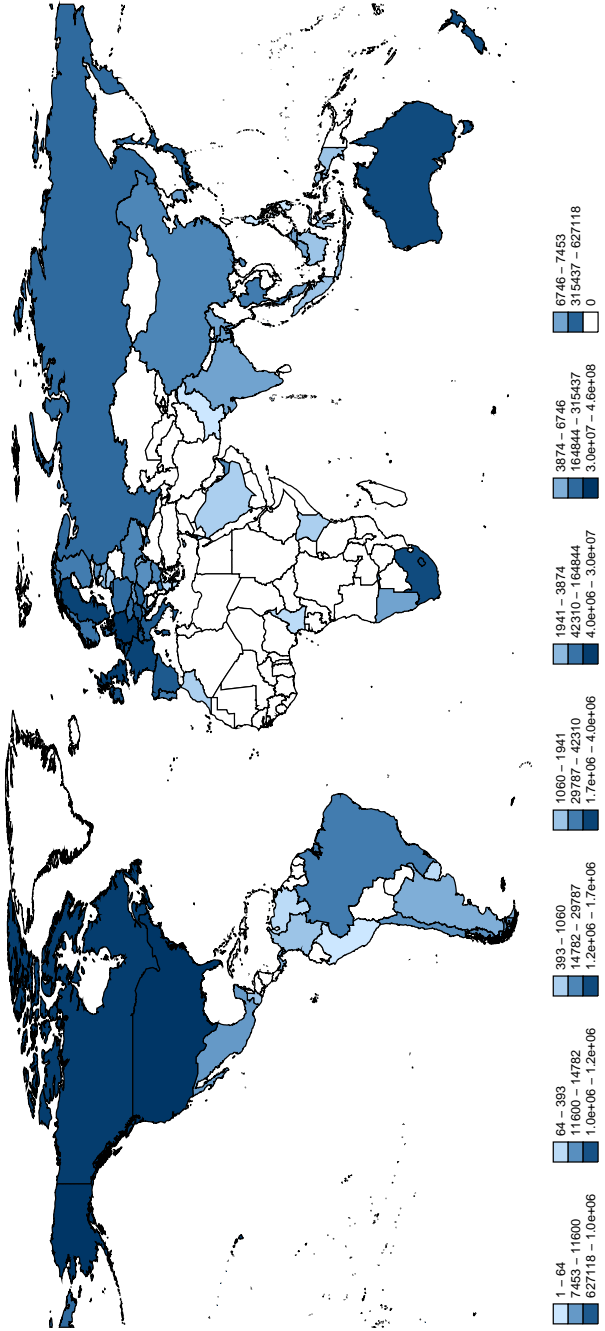 1 − 64
7453 − 11600
627118 − 1.0e+06
64 − 393
11600 − 14782
1.0e+06 − 1.2e+06
393 − 1060
14782 − 29787
1.2e+06 − 1.7e+06
1060 − 1941
29787 − 42310
1.7e+06 − 4.0e+06
1941 − 3874
42310 − 164844
4.0e+06 − 3.0e+07
3874 − 6746
164844 − 315437
3.0e+07 − 4.6e+08
6746 − 7453
315437 − 627118
0